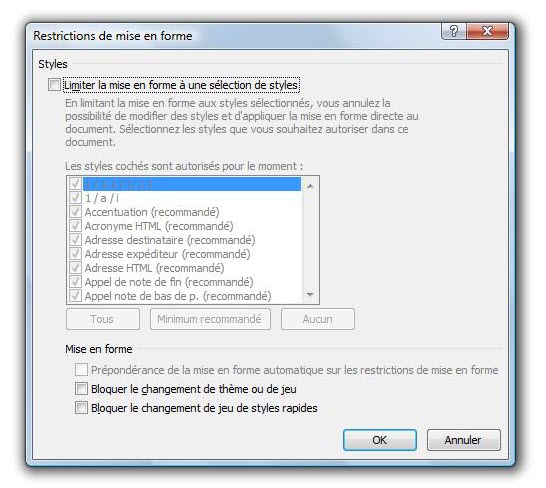 Restrictions de mise en forme
Styles
Limiter la mise en forme à une sélection de styles
En limitant la mise en forme aux styles sélectionnés, vous annulez la
possibilité de modifier des styles et d'appliquer la mise en forme directe au
document. Sélectionnez les styles que vous souhaitez autoriser dans ce
document.
Les styles cochés sont autorisés pour le moment :
1 / a / i
Accentuation (recommandé)
Acronyme HTML (recommandé)
Adresse destinataire (recommandé)
Adresse expéditeur (recommandé)
Adresse HTML (recommandé)
Appel de note de fin (recommandé)
Appel note de bas de p. (recommandé)
Tous Minimum recommandé Aucun
Mise en forme
Prépondérance de la mise en forme automatique sur les restrictions de mise en forme
Bloquer le changement de thème ou de jeu
Bloquer le changement de jeu de styles rapides
OK Annuler